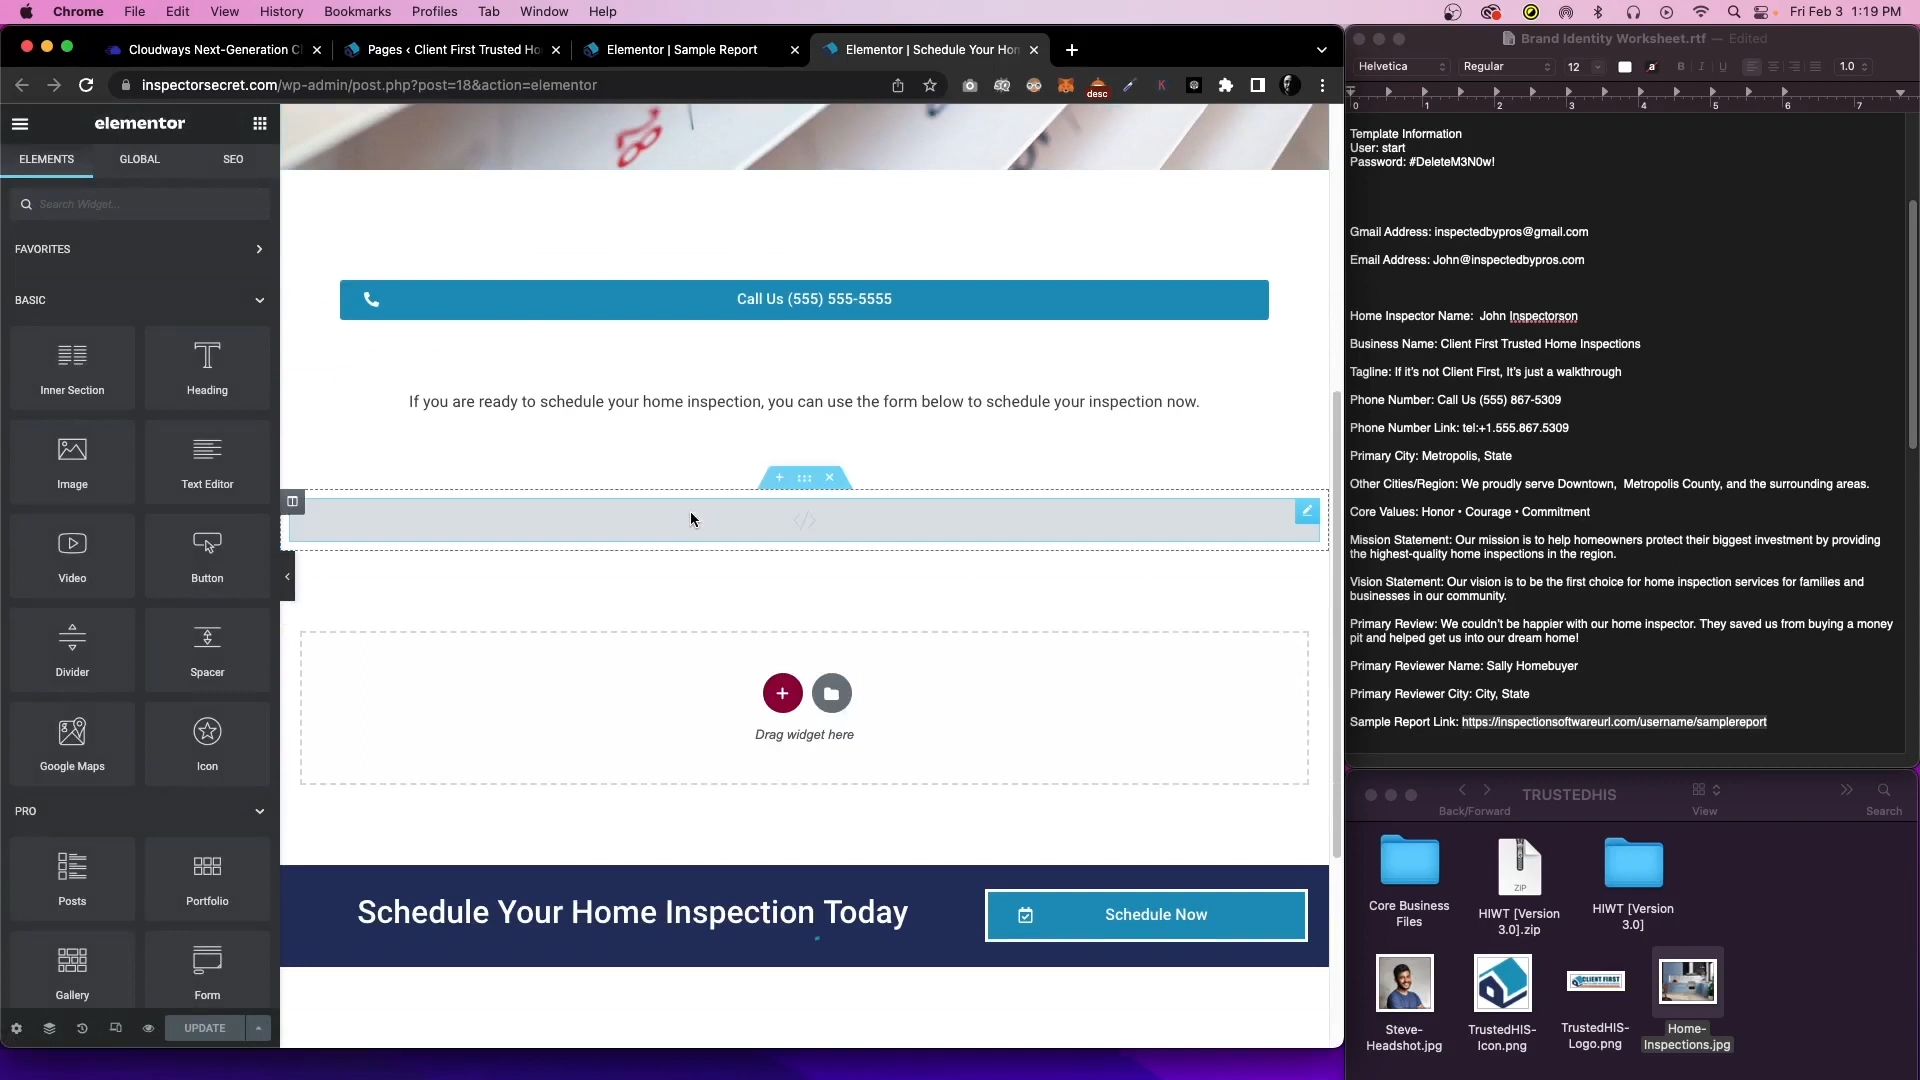 Chrome File Edit View History Bookmarks Profiles Tab Window Help
Fri Feb 3 1:19 PM
Cloudways Next-Generation C
Pages ‹ Client First Trusted Ho
Elementor | Sample Report
Elementor | Schedule Your Hom
inspectorsecret.com/wp-admin/post.php?post=18&action=elementor
desc
elementor
ELEMENTS GLOBAL SEO
Search Widget...
FAVORITES
BASIC
Inner Section
Heading
Image
Text Editor
Video
Button
Divider
Spacer
Google Maps
Icon
PRO
Posts
Portfolio
Gallery
Form
UPDATE
Call Us (555) 555-5555
If you are ready to schedule your home inspection, you can use the form below to schedule your inspection now.
Drag widget here
Schedule Your Home Inspection Today
Schedule Now
Brand Identity Worksheet.rtf — Edited
Helvetica Regular 12 a B I U 1.0
0 1 2 3 4 5 6 7
Template Information
User: start
Password: #DeleteM3N0w!
Gmail Address: inspectedbypros@gmail.com
Email Address: John@inspectedbypros.com
Home Inspector Name: John Inspectorson
Business Name: Client First Trusted Home Inspections
Tagline: If it’s not Client First, It’s just a walkthrough
Phone Number: Call Us (555) 867-5309
Phone Number Link: tel:+1.555.867.5309
Primary City: Metropolis, State
Other Cities/Region: We proudly serve Downtown, Metropolis County, and the surrounding areas.
Core Values: Honor • Courage • Commitment
Mission Statement: Our mission is to help homeowners protect their biggest investment by providing
the highest-quality home inspections in the region.
Vision Statement: Our vision is to be the first choice for home inspection services for families and
businesses in our community.
Primary Review: We couldn’t be happier with our home inspector. They saved us from buying a money
pit and helped get us into our dream home!
Primary Reviewer Name: Sally Homebuyer
Primary Reviewer City: City, State
Sample Report Link: https://inspectionsoftwareurl.com/username/samplereport
TRUSTEDHIS
Back/Forward
View
Search
Core Business
Files
ZIP
HIWT [Version
3.0].zip
HIWT [Version
3.0]
Steve-
Headshot.jpg
TrustedHIS-
Icon.png
CLIENT FIRST
TrustedHIS-
Logo.png
Home-
Inspections.jpg